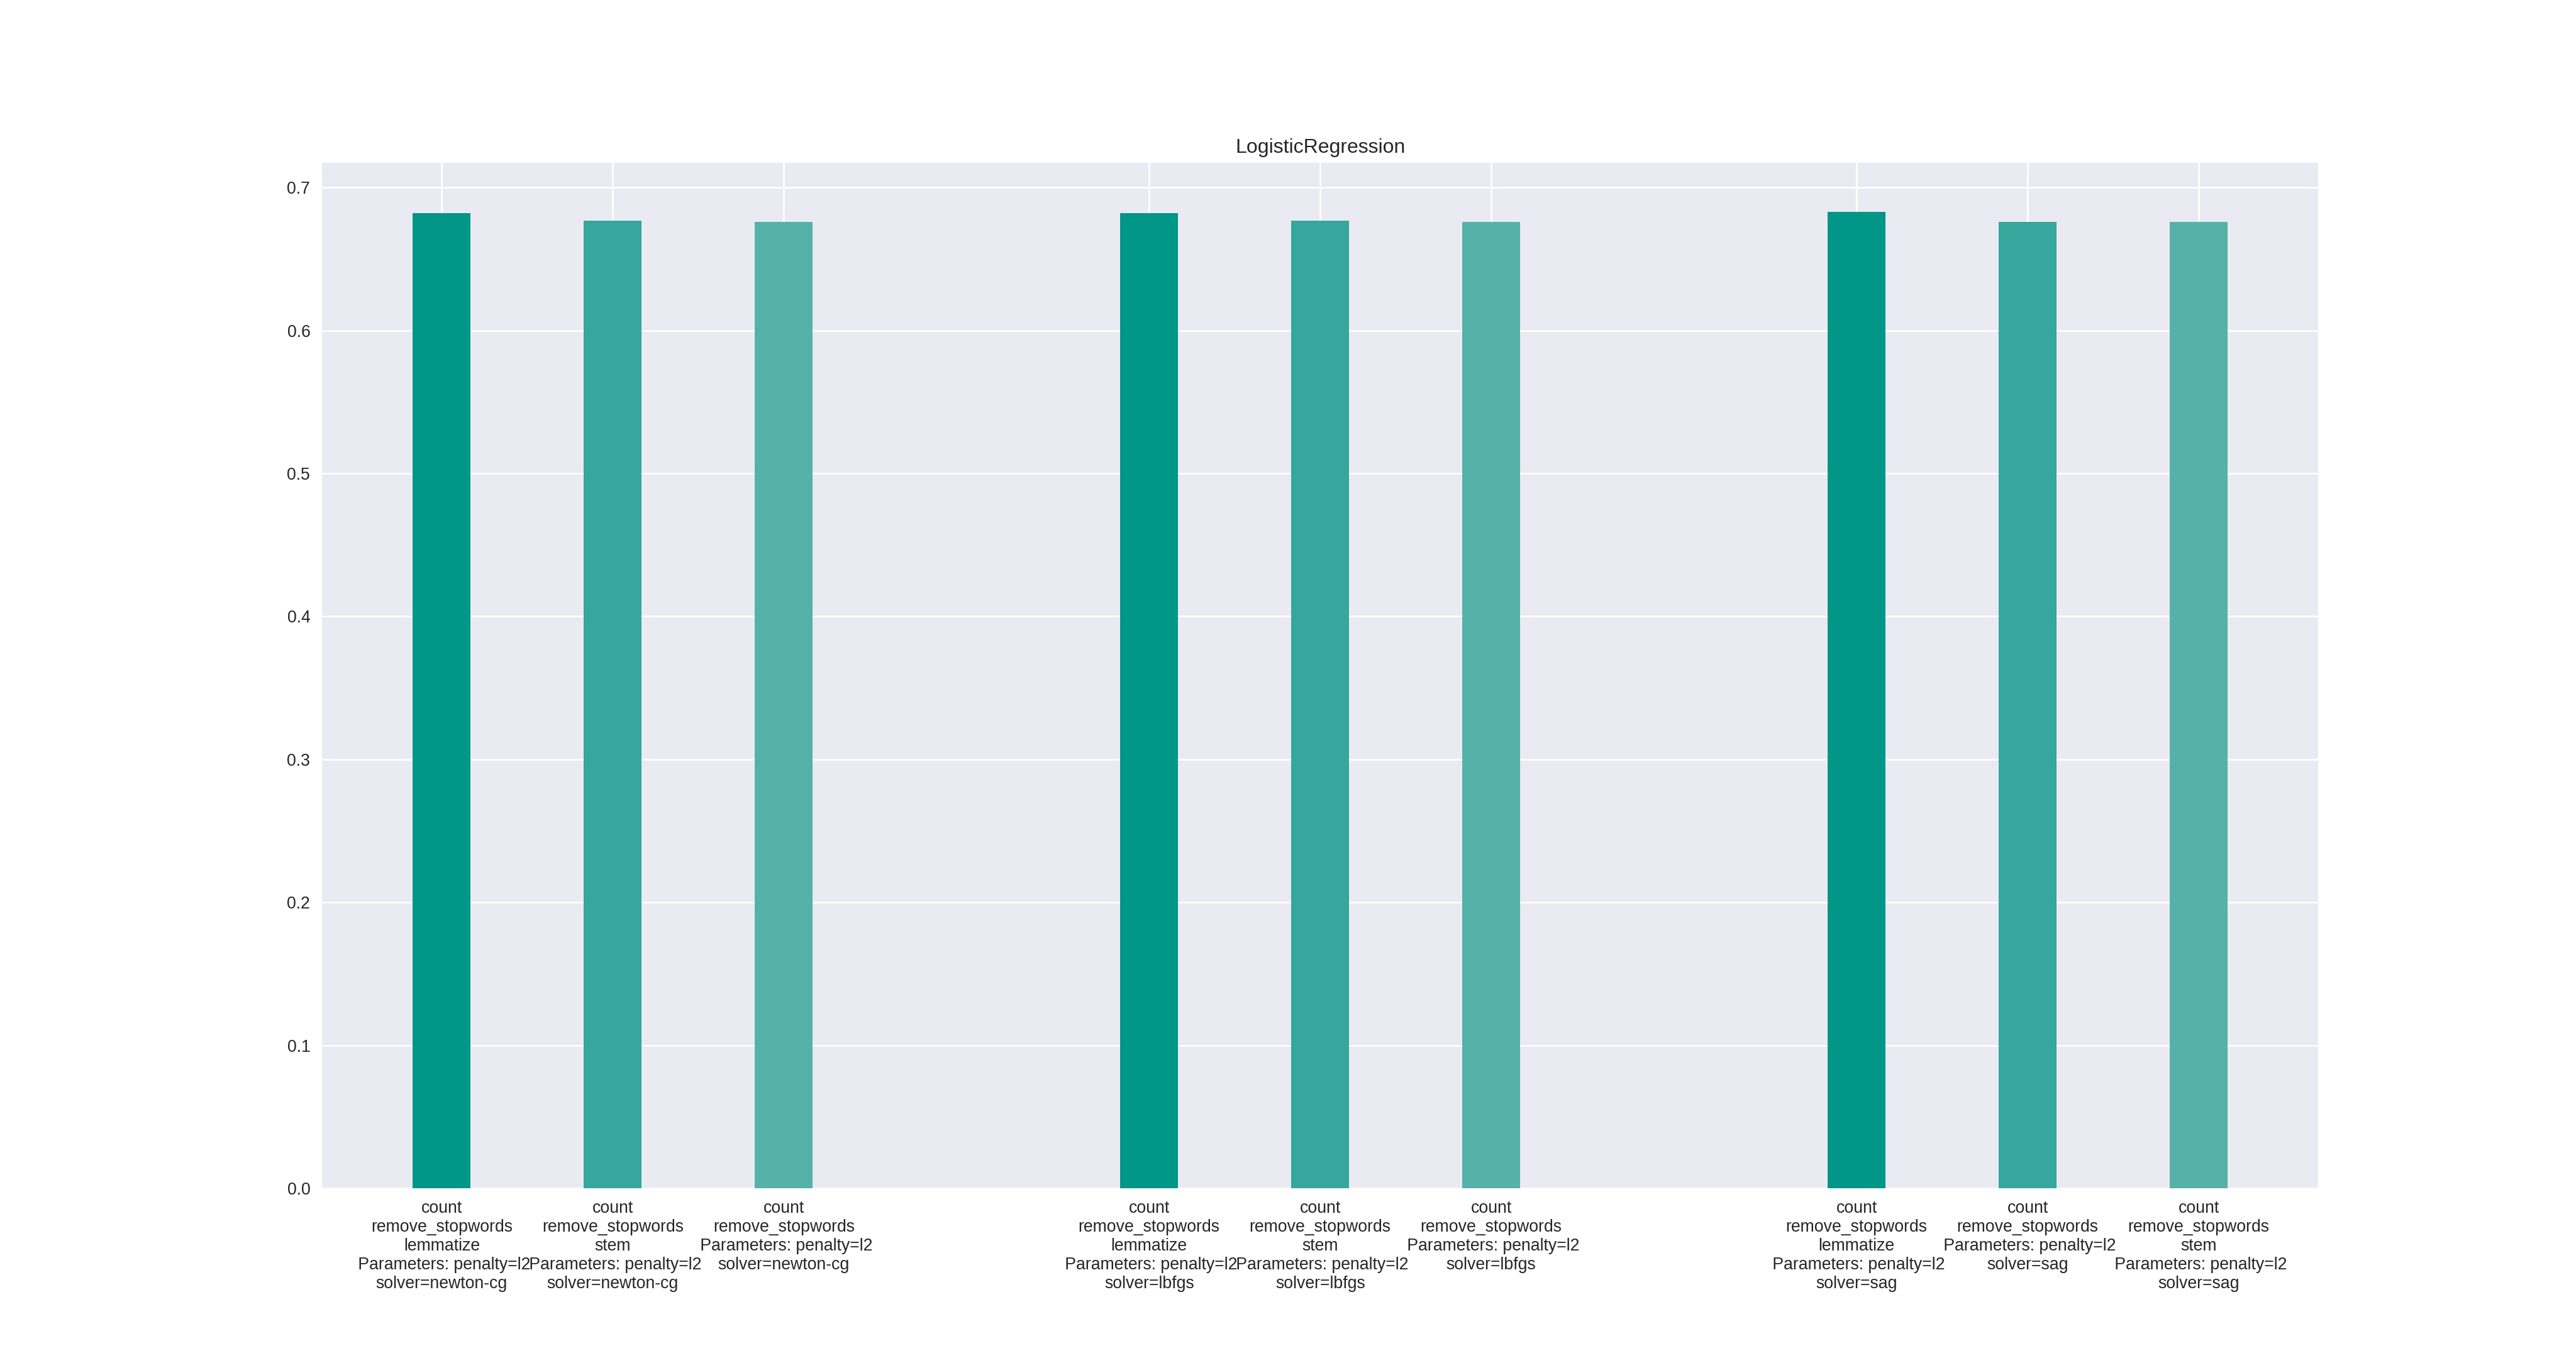 LogisticRegression
0.7
0.6
0.5
0.4
0.3
0.2
0.1
0.0
count
remove_stopwords
lemmatize
Parameters: penalty=l2
solver=newton-cg
count
remove_stopwords
stem
Parameters: penalty=l2
solver=newton-cg
count
remove_stopwords
Parameters: penalty=l2
solver=newton-cg
count
remove_stopwords
lemmatize
Parameters: penalty=l2
solver=lbfgs
count
remove_stopwords
stem
Parameters: penalty=l2
solver=lbfgs
count
remove_stopwords
Parameters: penalty=l2
solver=lbfgs
count
remove_stopwords
lemmatize
Parameters: penalty=l2
solver=sag
count
remove_stopwords
Parameters: penalty=l2
solver=sag
count
remove_stopwords
stem
Parameters: penalty=l2
solver=sag